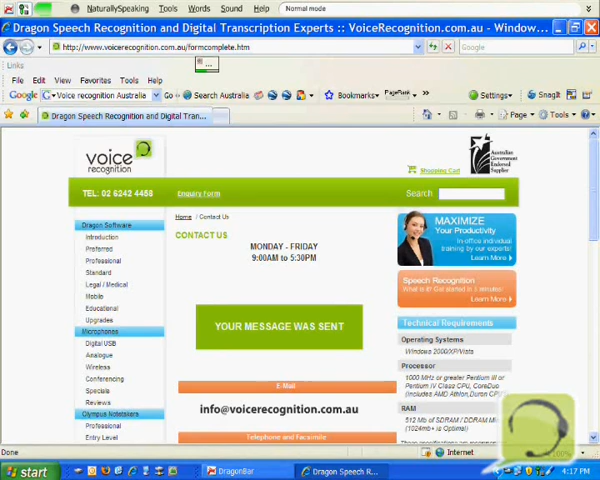 NaturallySpeaking Tools Words Sound Help Normal mode
Dragon Speech Recognition and Digital Transcription Experts :: VoiceRecognition.com.au - Window...
http://www.voicerecognition.com.au/formcomplete.htm
Google
...
Links
File Edit View Favorites Tools Help
Google Voice recognition Australia Go Search Australia Bookmarks PageRank Settings SnagIt
Dragon Speech Recognition and Digital Tran... Page Tools
voice
recognition
Shopping Cart
Australian
Government
Endorsed
Supplier
TEL: 02 6242 4458 Enquiry Form Search
Dragon Software
Introduction
Preferred
Professional
Standard
Legal / Medical
Mobile
Educational
Upgrades
Microphones
Digital USB
Analogue
Wireless
Conferencing
Specials
Reviews
Olympus Notetakers
Professional
Entry Level
Home / Contact Us
CONTACT US
MONDAY - FRIDAY
9:00AM to 5:30PM
YOUR MESSAGE WAS SENT
E-Mail
info@voicerecognition.com.au
Telephone and Facsimile
MAXIMIZE
Your Productivity
In office individual
training by our experts!
Learn More
Speech Recognition
What is it? Get started in 3 minutes!
Learn More
Technical Requirements
Operating Systems
Windows 2000/XP/Vista
Processor
1000 MHz or greater Pentium III or
Pentium IV Class CPU, CoreDuo
(Includes AMD Athlon,Duron CPU
RAM
512 Mb of SDRAM / DDRAM
(1024mb+ is Optimal)
Done Internet 100%
start DragonBar Dragon Speech R... 4:17 PM